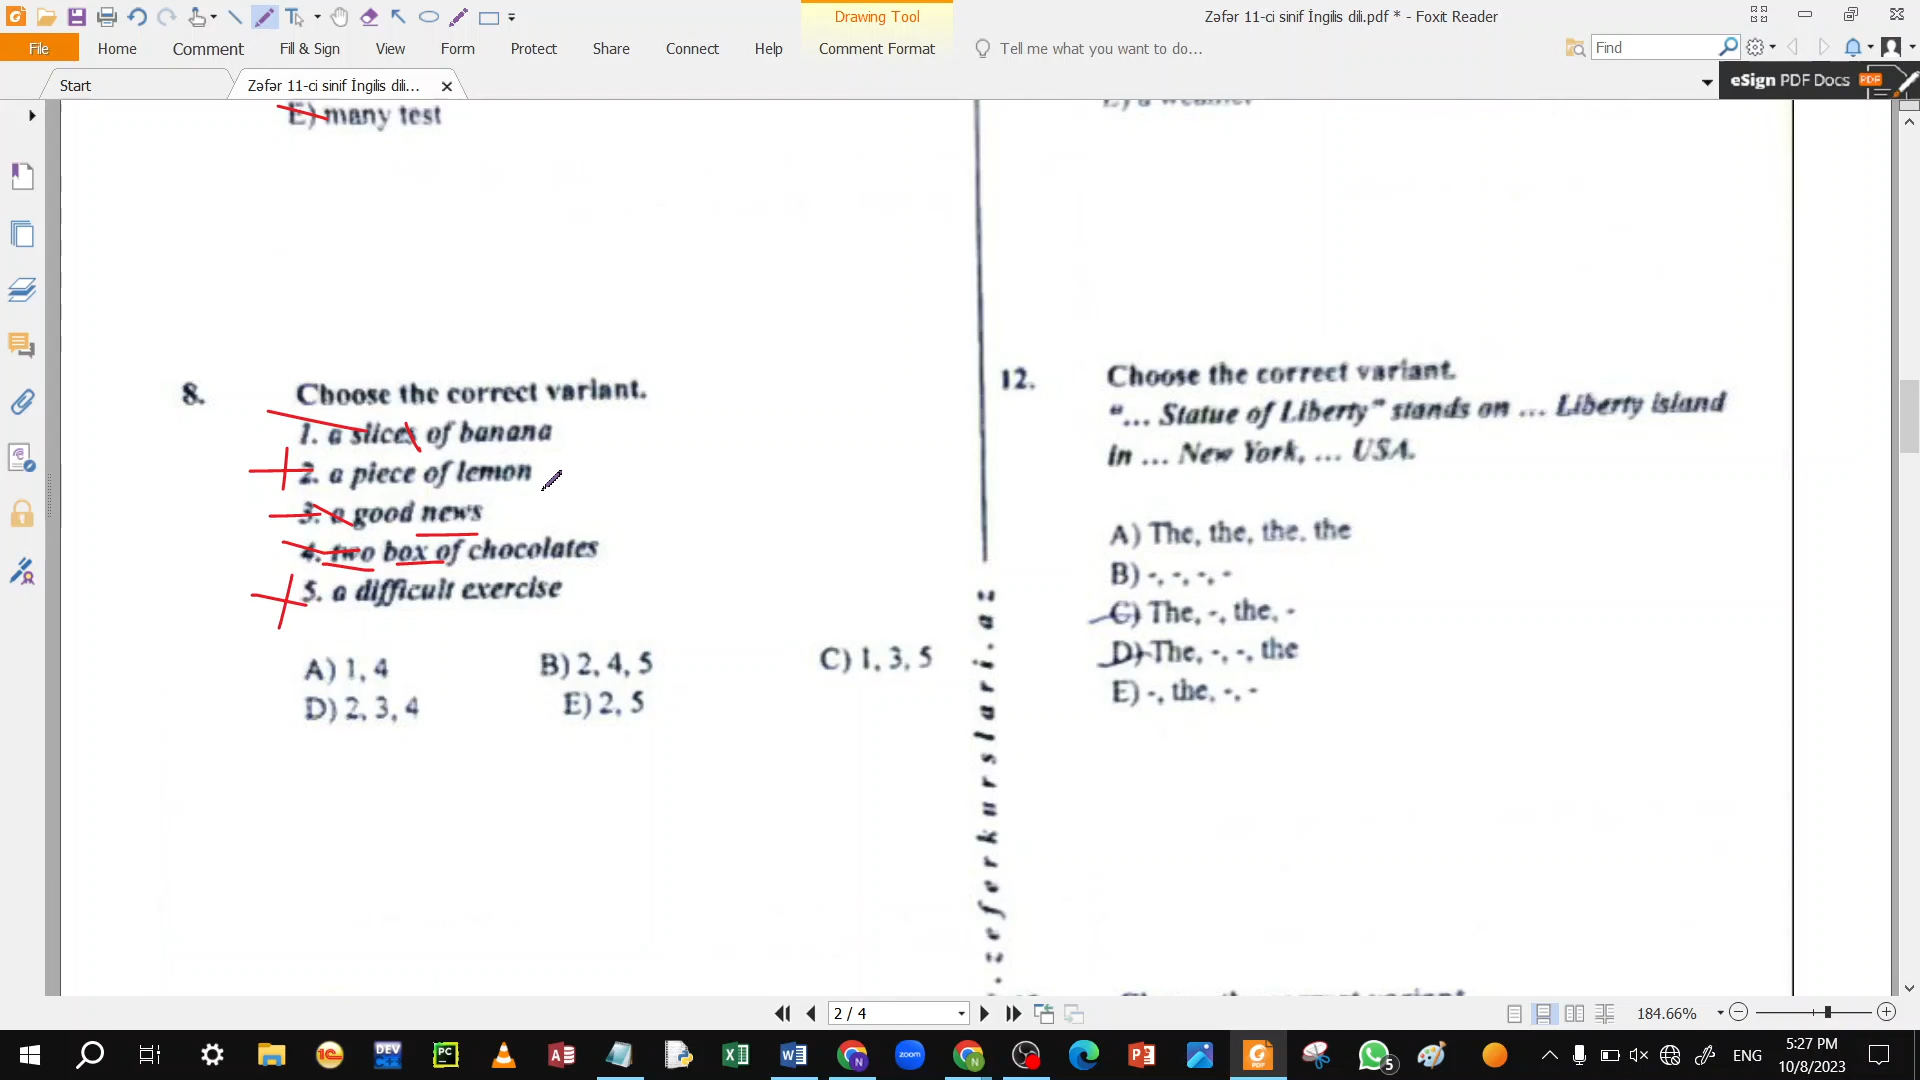 Drawing Tool
Zəfər 11-ci sinif İngilis dili.pdf * - Foxit Reader
File
Home
Comment
Fill & Sign
View
Form
Protect
Share
Connect
Help
Comment Format
Tell me what you want to do...
Find
Start
Zəfər 11-ci sinif İngilis dili...
eSign PDF Docs
E) many test
8.
Choose the correct variant.
1. a slices of banana
2. a piece of lemon
3. a good news
4. two box of chocolates
5. a difficult exercise
A) 1, 4
B) 2, 4, 5
C) 1, 3, 5
D) 2, 3, 4
E) 2, 5
.zeferkurslari.az
12.
Choose the correct variant.
"... Statue of Liberty" stands on ... Liberty island
in ... New York, ... USA.
A) The, the, the, the
B) -, -, -, -
C) The, -, the, -
D) The, -, -, the
E) -, the, -, -
2 / 4
184.66%
ENG
5:27 PM
10/8/2023